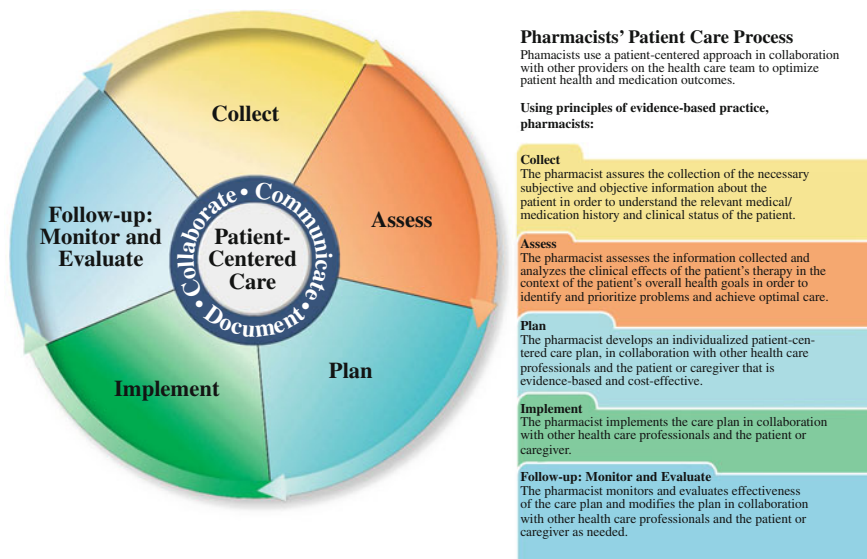 Collect
Assess
Plan
Implement
Follow-up:
Monitor and
Evaluate
Collaborate • Communicate • Document •
Patient-
Centered
Care
Pharmacists' Patient Care Process
Phamacists use a patient-centered approach in collaboration
with other providers on the health care team to optimize
patient health and medication outcomes.
Using principles of evidence-based practice,
pharmacists:
Collect
The pharmacist assures the collection of the necessary
subjective and objective information about the
patient in order to understand the relevant medical/
medication history and clinical status of the patient.
Assess
The pharmacist assesses the information collected and
analyzes the clinical effects of the patient's therapy in the
context of the patient's overall health goals in order to
identify and prioritize problems and achieve optimal care.
Plan
The pharmacist develops an individualized patient-cen-
tered care plan, in collaboration with other health care
professionals and the patient or caregiver that is
evidence-based and cost-effective.
Implement
The pharmacist implements the care plan in collaboration
with other health care professionals and the patient or
caregiver.
Follow-up: Monitor and Evaluate
The pharmacist monitors and evaluates effectiveness
of the care plan and modifies the plan in collaboration
with other health care professionals and the patient or
caregiver as needed.